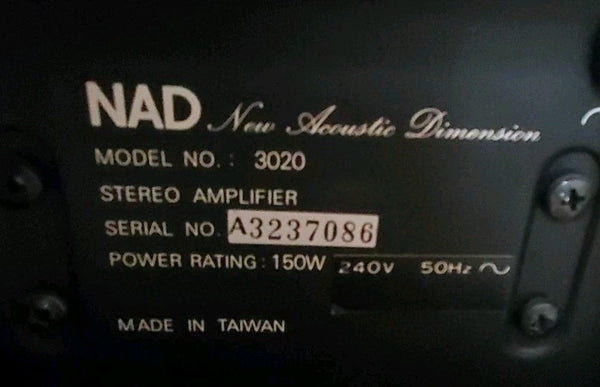 NAD New Acoustic Dimension
MODEL NO.: 3020
STEREO AMPLIFIER
SERIAL NO. A3237086
POWER RATING: 150W 240V 50Hz ~
MADE IN TAIWAN